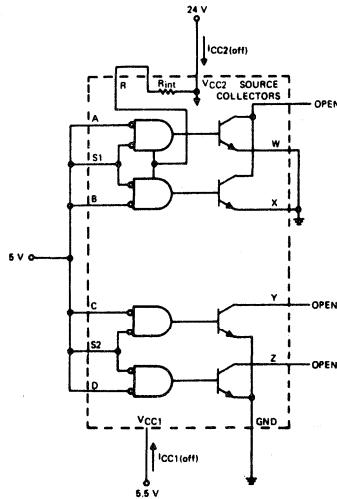 24 V
ICC2(off)
R
Rint
VCC2
SOURCE
COLLECTORS
OPEN
A
W
S1
X
B
5 V
C
Y
OPEN
S2
Z
OPEN
D
VCC1
GND
ICC1(off)
5.5 V